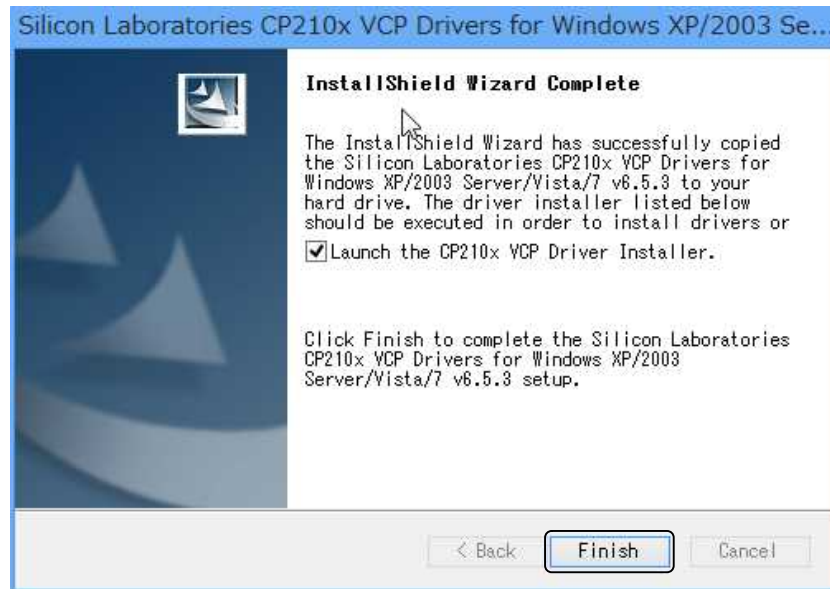 Silicon Laboratories CP210x VCP Drivers for Windows XP/2003 Se...
InstallShield Wizard Complete
The InstallShield Wizard has successfully copied
the Silicon Laboratories CP210x VCP Drivers for
Windows XP/2003 Server/Vista/7 v6.5.3 to your
hard drive. The driver installer listed below
should be executed in order to install drivers or
Launch the CP210x VCP Driver Installer.
Click Finish to complete the Silicon Laboratories
CP210x VCP Drivers for Windows XP/2003
Server/Vista/7 v6.5.3 setup.
< Back Finish Cancel